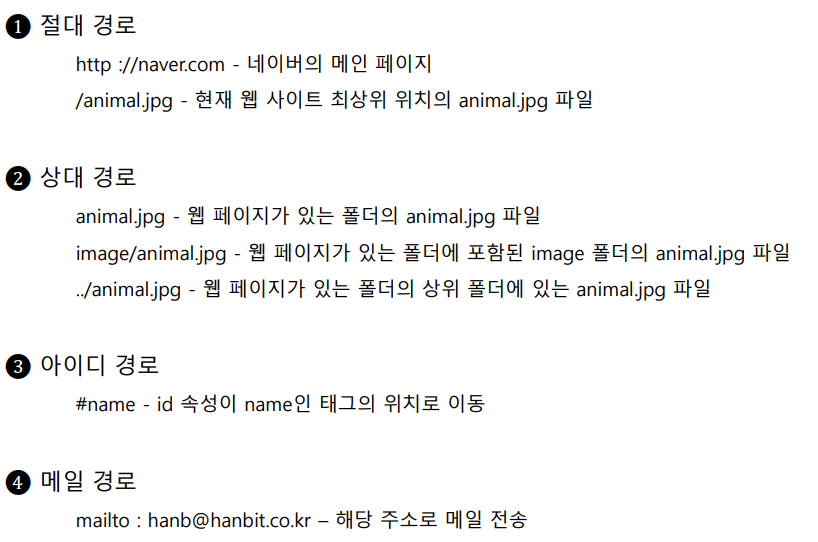 ❶ 절대 경로
http ://naver.com - 네이버의 메인 페이지
/animal.jpg - 현재 웹 사이트 최상위 위치의 animal.jpg 파일
❷ 상대 경로
animal.jpg - 웹 페이지가 있는 폴더의 animal.jpg 파일
image/animal.jpg - 웹 페이지가 있는 폴더에 포함된 image 폴더의 animal.jpg 파일
../animal.jpg - 웹 페이지가 있는 폴더의 상위 폴더에 있는 animal.jpg 파일
❸ 아이디 경로
#name - id 속성이 name인 태그의 위치로 이동
❹ 메일 경로
mailto : hanb@hanbit.co.kr – 해당 주소로 메일 전송